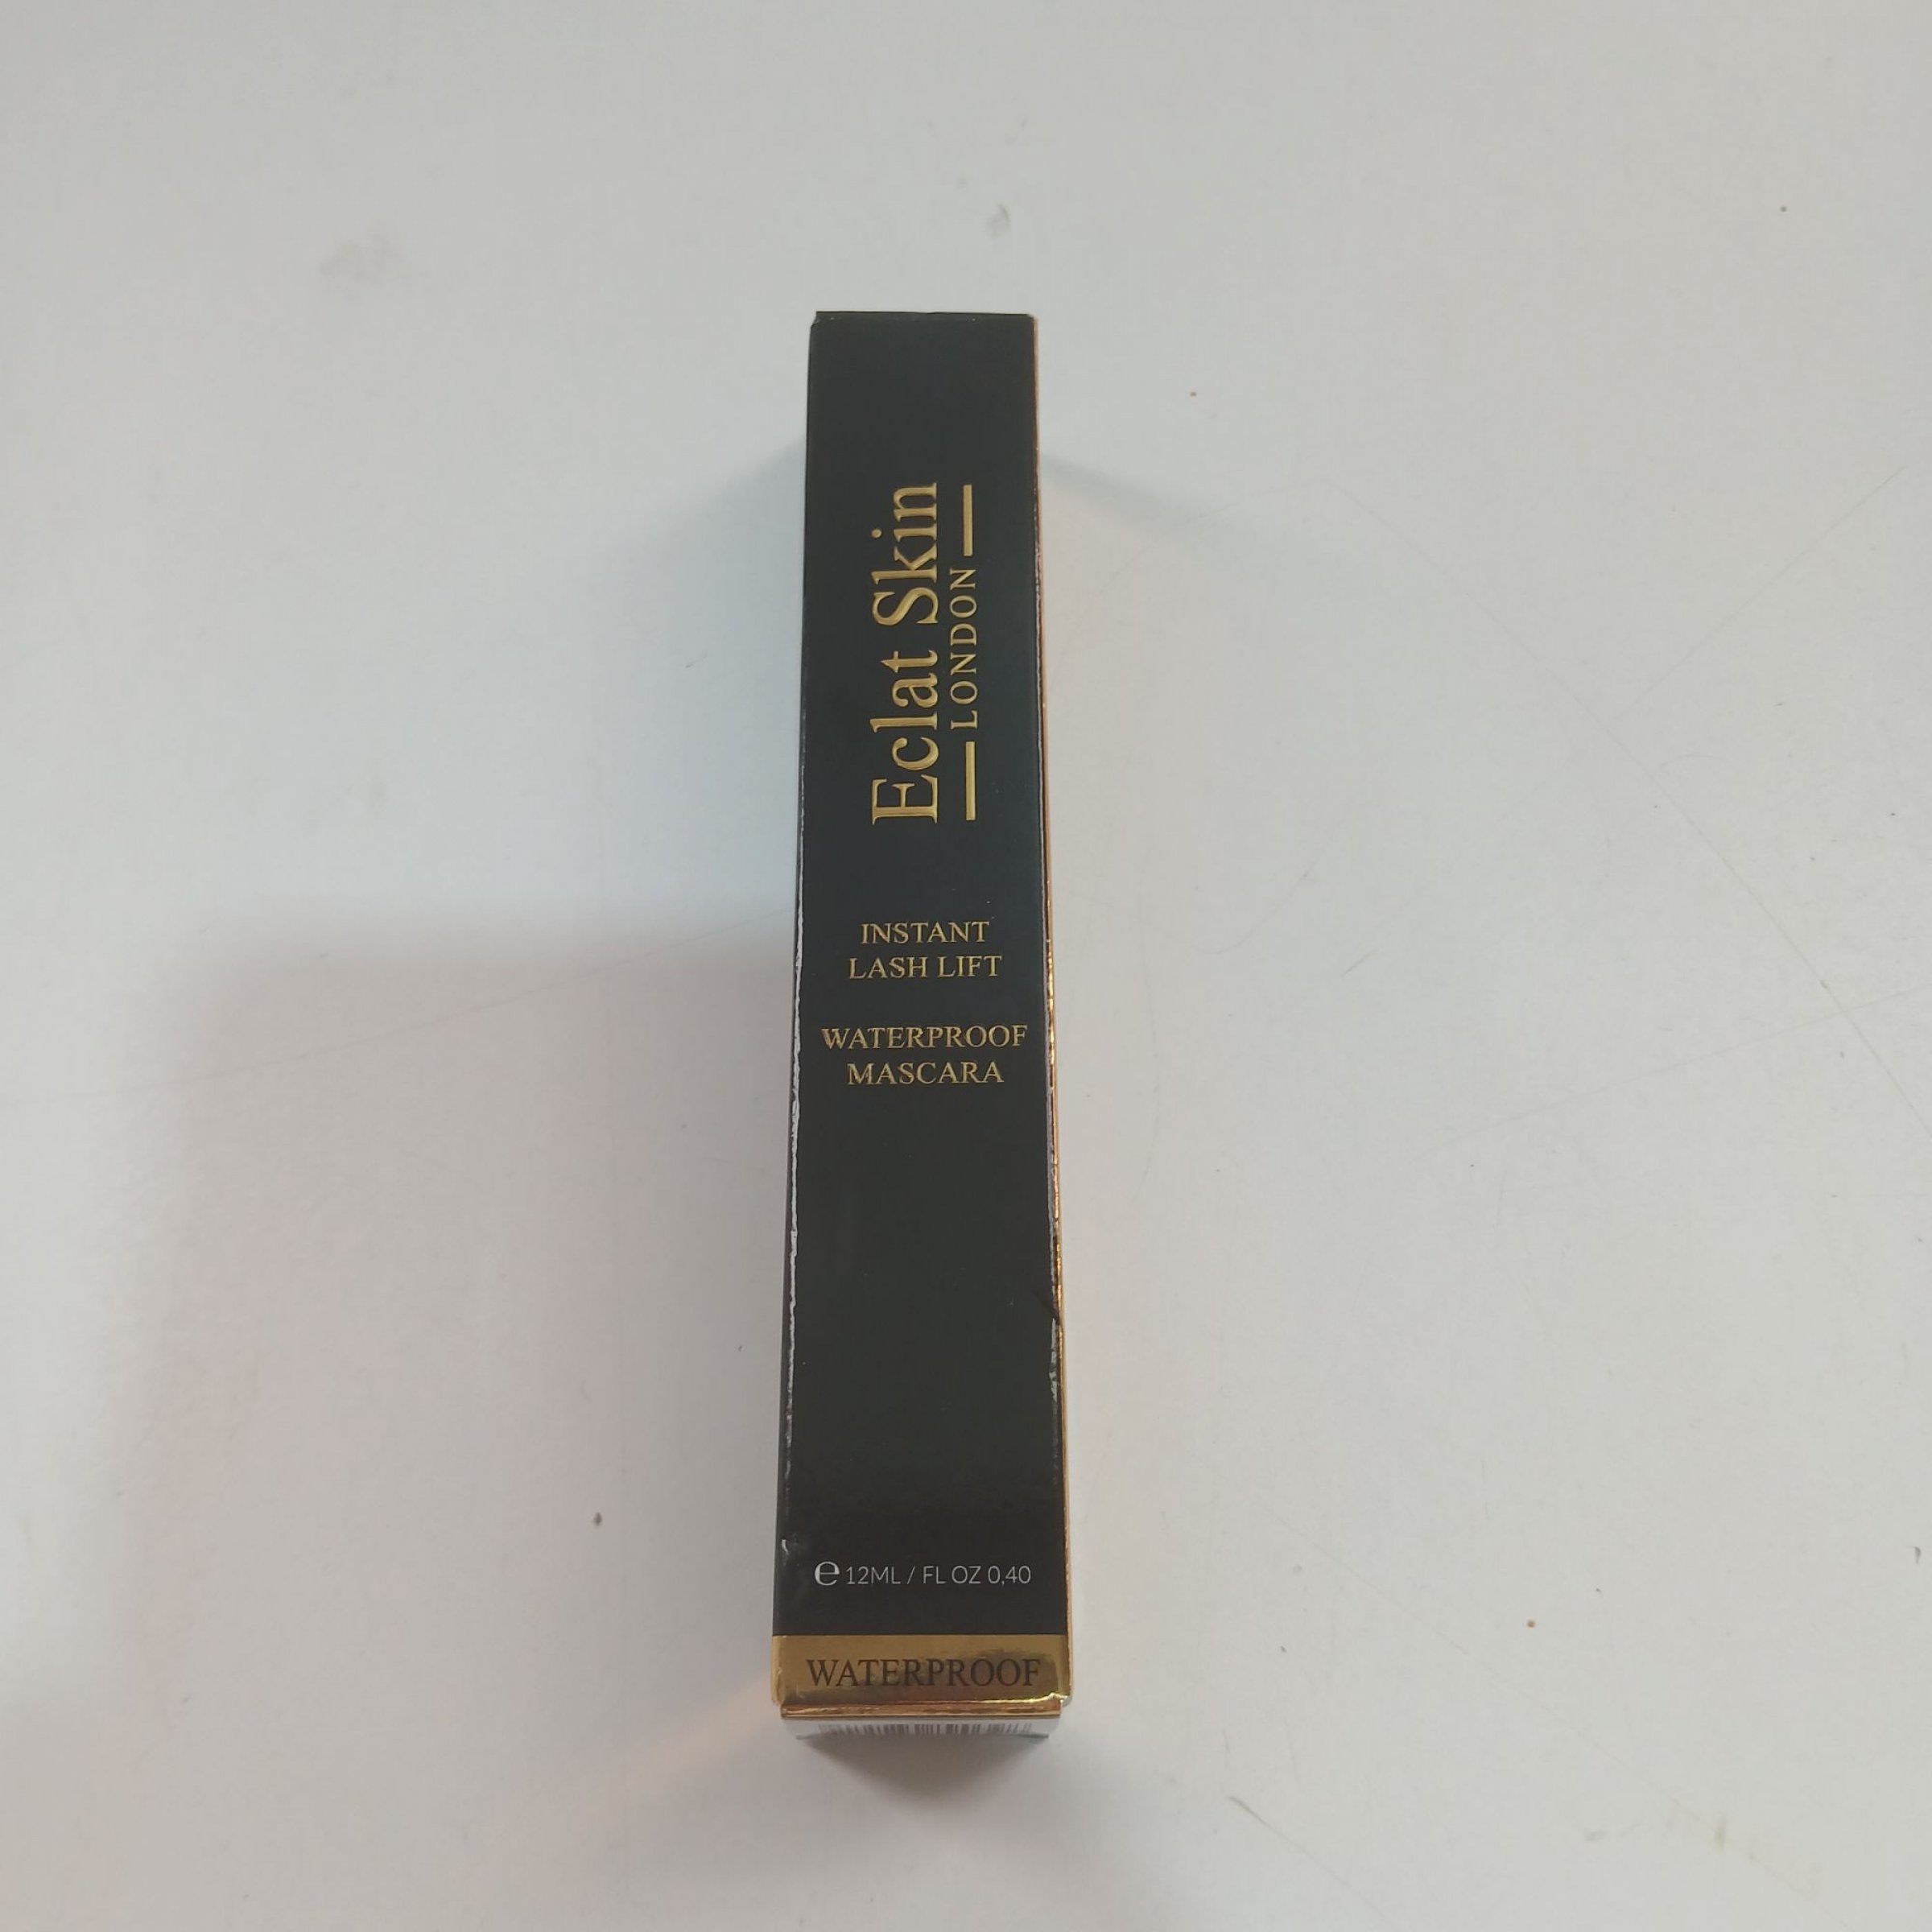 Eclat Skin
LONDON
INSTANT
LASH LIFT
WATERPROOF
MASCARA
℮ 12ML / FL OZ 0,40
WATERPROOF